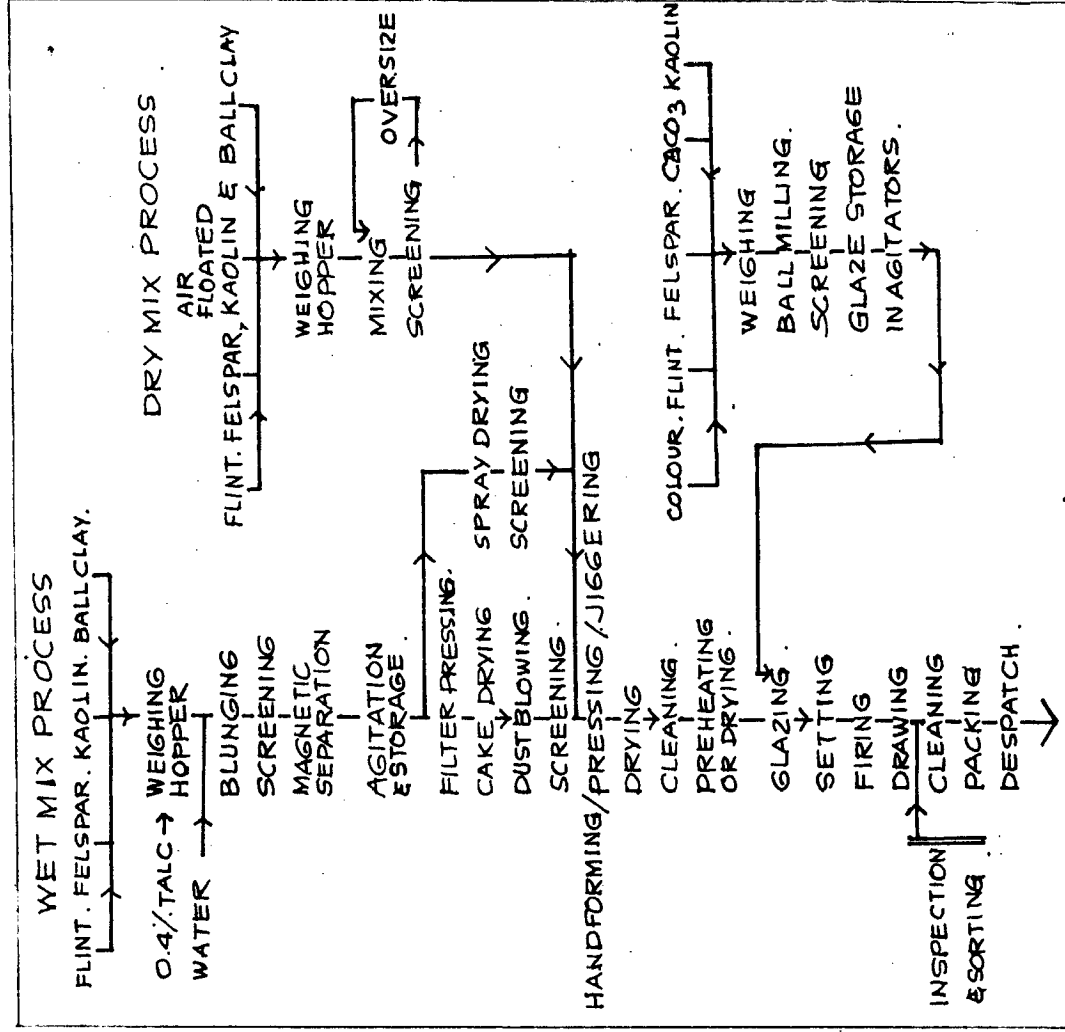 WET MIX PROCESS
FLINT. FELSPAR. KAOLIN. BALLCLAY.
0.4% TALC → WEIGHING
HOPPER
WATER
BLUNGING
SCREENING
MAGNETIC
SEPARATION
AGITATION
& STORAGE.
FILTER PRESSING.
CAKE DRYING
DUST BLOWING.
SCREENING.
SPRAY DRYING
SCREENING
DRY MIX PROCESS
AIR
FLOATED
FLINT. FELSPAR, KAOLIN & BALLCLAY
WEIGHING
HOPPER
MIXING
SCREENING
OVERSIZE
HANDFORMING/PRESSING/JIGGERING
DRYING
CLEANING.
PREHEATING
OR DRYING.
COLOUR. FLINT. FELSPAR. CACO3 KAOLIN
WEIGHING
BALL MILLING.
SCREENING
GLAZE STORAGE
IN AGITATORS.
GLAZING
SETTING
FIRING
DRAWING
INSPECTION
& SORTING
CLEANING
PACKING
DESPATCH